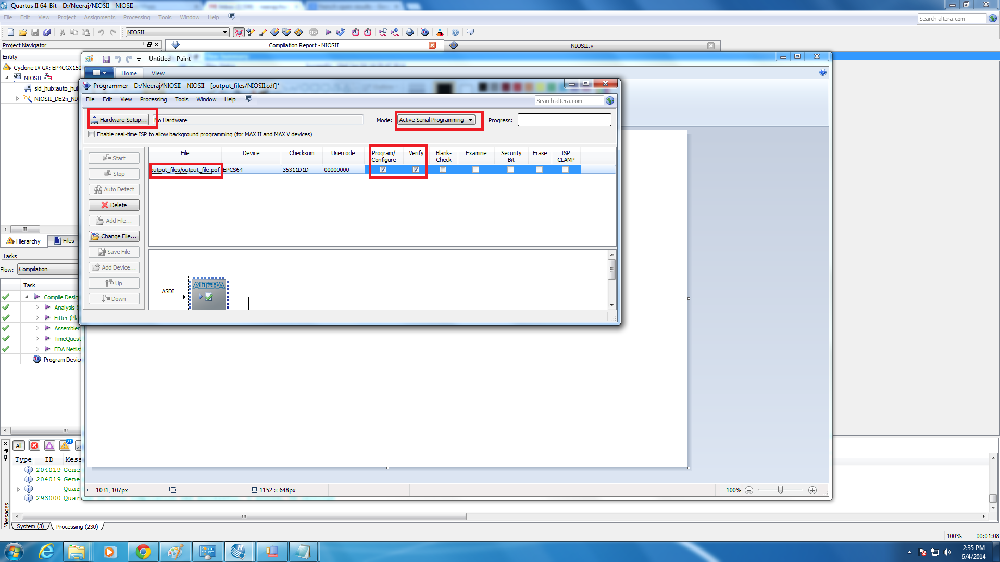 Quartus II 64-Bit - D:/Neeraj/NIOSII - NIOSII
File Edit View Project Assignments Processing Tools Window Help
Search altera.com
NIOSII
Project Navigator
Compilation Report - NIOSII
NIOSII.v
Entity
Cyclone IV GX: EP4CGX150
NIOSII
sld_hub:auto_hub
NIOSII_DE2:i_NIO
Untitled - Paint
Home View
Programmer - D:/Neeraj/NIOSII - NIOSII - [output_files/NIOSII.cdf]*
File Edit View Processing Tools Window Help
Search altera.com
Hardware Setup... No Hardware
Mode: Active Serial Programming
Progress:
Enable real-time ISP to allow background programming (for MAX II and MAX V devices)
Start
Stop
Auto Detect
Delete
Add File...
Change File...
Save File
Add Device...
Up
Down
File Device Checksum Usercode Program/ Configure Verify Blank- Check Examine Security Bit Erase ISP CLAMP
output_files/output_file.pof EPCS64 35311D1D 00000000
ASDI
ALTERA
Hierarchy Files
Tasks
Flow: Compilation
Task
Compile Desig
Analysis &
Fitter (Pla
Assembler
TimeQuest
EDA Netlis
Program Device
1031, 107px
1152 × 648px
100%
All
21
Type ID Mess
204019 Gene
204019 Gene
Quar
293000 Quar
Messages
System (3) Processing (230)
100% 00:01:08
2:35 PM
6/4/2014